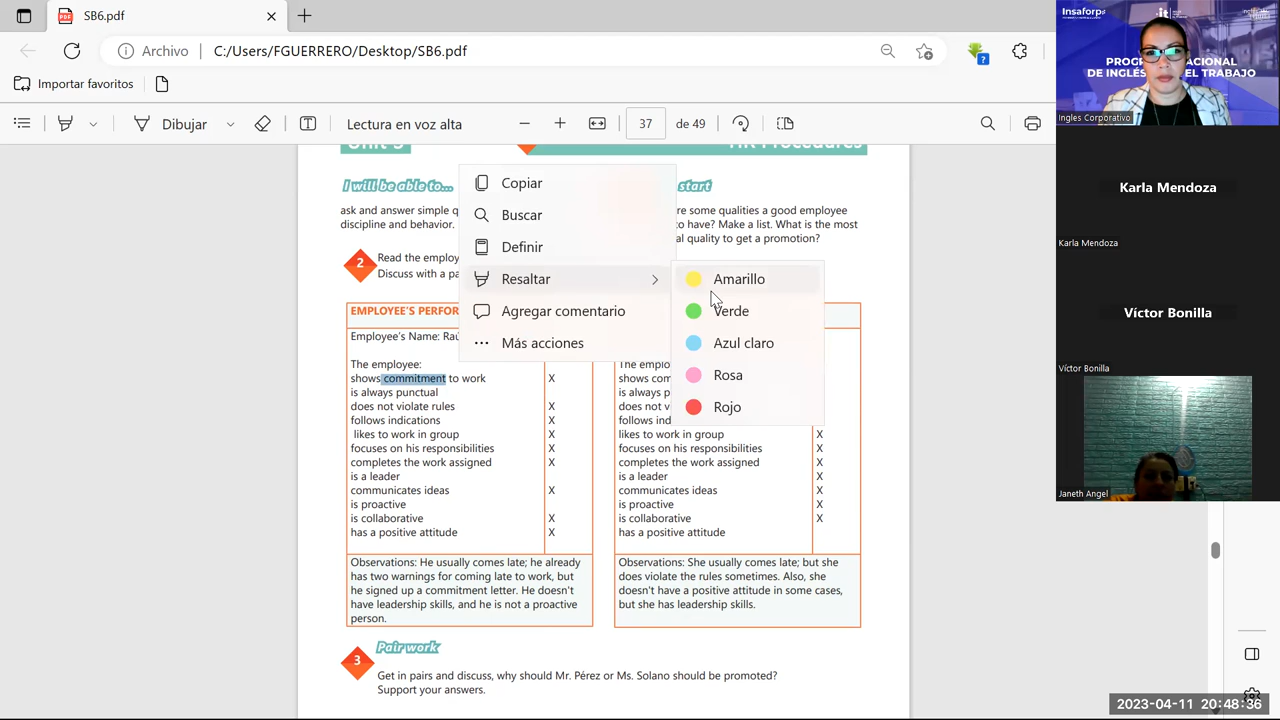 SB6.pdf
Archivo
C:/Users/FGUERRERO/Desktop/SB6.pdf
Importar favoritos
Dibujar
Lectura en voz alta
37
de 49
HR Procedures
I will be able to...
start
ask and answer simple q
discipline and behavior.
re some qualities a good employee
to have? Make a list. What is the most
al quality to get a promotion?
2
Read the employ
Discuss with a pa
Copiar
Buscar
Definir
Resaltar
Agregar comentario
Más acciones
Amarillo
Verde
Azul claro
Rosa
Rojo
EMPLOYEE'S PERFOR
Employee's Name: Raú
The employee:
shows commitment to work X
is always punctual
does not violate rules X
follows indications X
likes to work in group X
focuses on his responsibilities X
completes the work assigned X
is a leader
communicates ideas X
is proactive
is collaborative X
has a positive attitude X
Observations: He usually comes late; he already
has two warnings for coming late to work, but
he signed up a commitment letter. He doesn't
have leadership skills, and he is not a proactive
person.
The emplo
shows com
is always p
does not v
follows ind
likes to work in group X
focuses on his responsibilities X
completes the work assigned X
is a leader X
communicates ideas X
is proactive X
is collaborative X
has a positive attitude
Observations: She usually comes late; but she
does violate the rules sometimes. Also, she
doesn't have a positive attitude in some cases,
but she has leadership skills.
3
Pair work
Get in pairs and discuss, why should Mr. Pérez or Ms. Solano should be promoted?
Support your answers.
Insaforp
Ingles Corporativo
Karla Mendoza
Karla Mendoza
Víctor Bonilla
Víctor Bonilla
Janeth Angel
2023-04-11 20:48:36